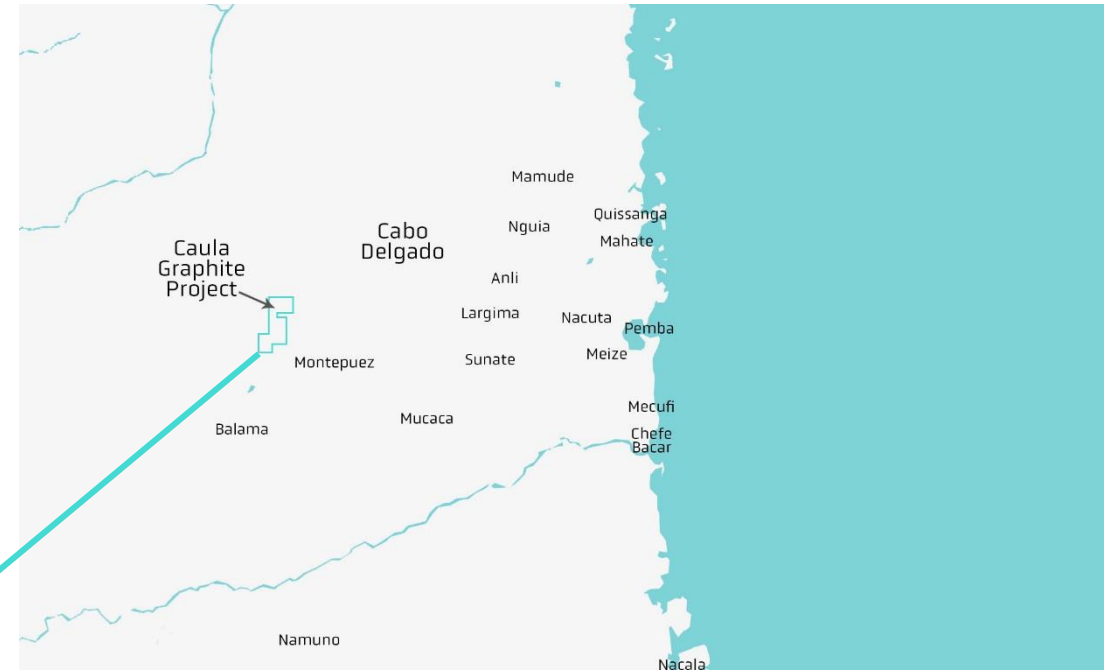 Mamude
Quissanga
Nguia
Mahate
Cabo
Delgado
Caula
Graphite
Project
Anli
Largima
Nacuta
Pemba
Montepuez
Sunate
Meize
Mecufi
Mucaca
Balama
Chefe
Bacar
Namuno
Nacala